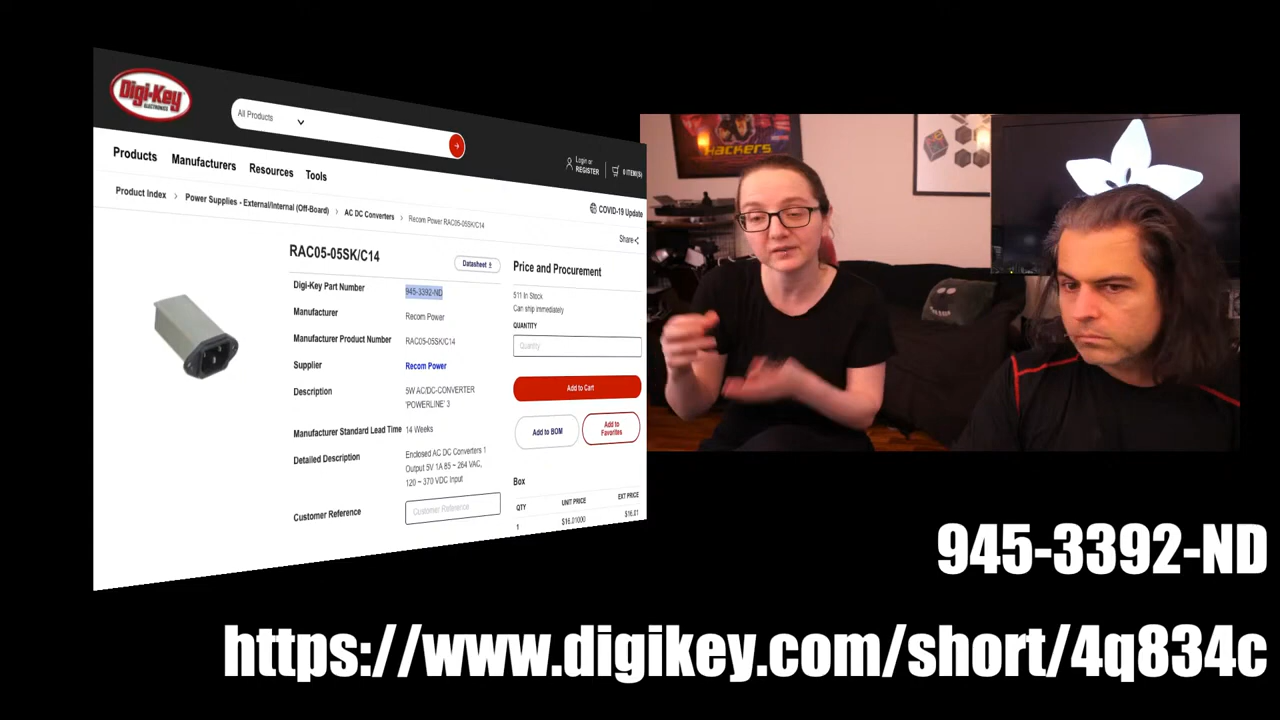 Digi-Key
ELECTRONICS
All Products
Login or
REGISTER
0 ITEM(S)
Products
Manufacturers
Resources
Tools
Product Index > Power Supplies - External/Internal (Off-Board) > AC DC Converters > Recom Power RAC05-05SK/C14
COVID-19 Update
Share
RAC05-05SK/C14
Datasheet
Digi-Key Part Number 945-3392-ND
Manufacturer Recom Power
Manufacturer Product Number RAC05-05SK/C14
Supplier Recom Power
Description 5W AC/DC-CONVERTER
'POWERLINE' 3
Manufacturer Standard Lead Time 14 Weeks
Detailed Description Enclosed AC DC Converters 1
Output 5V 1A 85 ~ 264 VAC,
120 ~ 370 VDC Input
Customer Reference Customer Reference
Price and Procurement
511 In Stock
Can ship immediately
QUANTITY
Quantity
Add to Cart
Add to BOM
Add to
Favorites
Box
QTY UNIT PRICE EXT PRICE
1 $16.01000 $16.01
HACKERS
945-3392-ND
https://www.digikey.com/short/4q834c